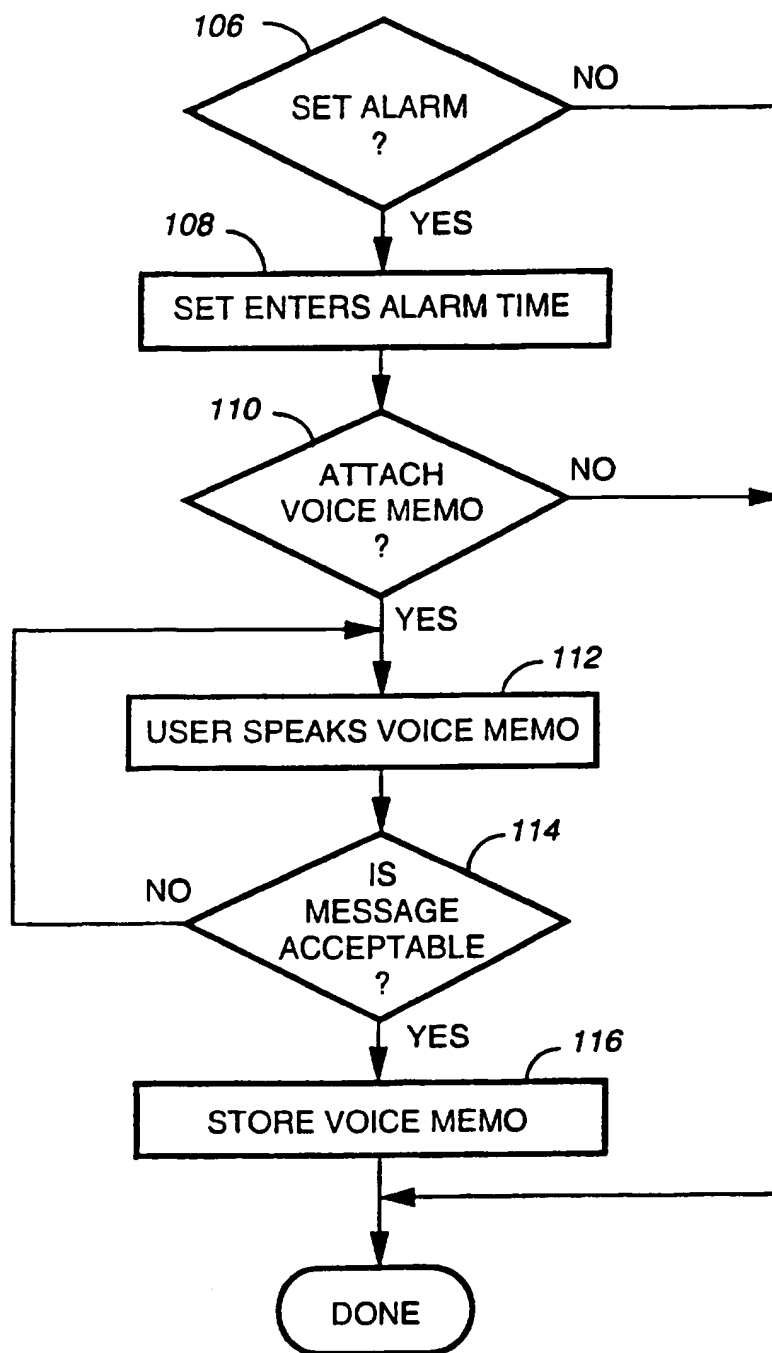 106
SET ALARM
?
NO
YES
108
SET ENTERS ALARM TIME
110
ATTACH
VOICE MEMO
?
NO
YES
112
USER SPEAKS VOICE MEMO
114
IS
MESSAGE
ACCEPTABLE
?
NO
YES
116
STORE VOICE MEMO
DONE